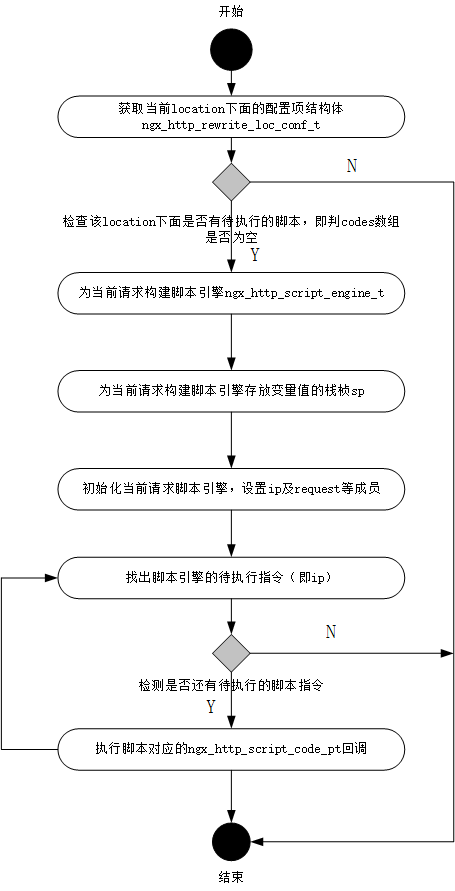 开始
获取当前location下面的配置项结构体
ngx_http_rewrite_loc_conf_t
N
检查该location下面是否有待执行的脚本，即判codes数组
是否为空
Y
为当前请求构建脚本引擎ngx_http_script_engine_t
为当前请求构建脚本引擎存放变量值的栈桢sp
初始化当前请求脚本引擎，设置ip及request等成员
找出脚本引擎的待执行指令（即ip）
N
检测是否还有待执行的脚本指令
Y
执行脚本对应的ngx_http_script_code_pt回调
结束